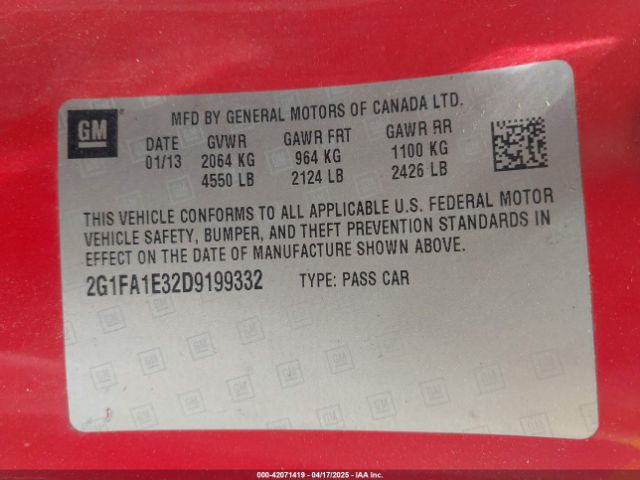 GM
MFD BY GENERAL MOTORS OF CANADA LTD.
DATE GVWR GAWR FRT GAWR RR
01/13 2064 KG 964 KG 1100 KG
4550 LB 2124 LB 2426 LB
THIS VEHICLE CONFORMS TO ALL APPLICABLE U.S. FEDERAL MOTOR
VEHICLE SAFETY, BUMPER, AND THEFT PREVENTION STANDARDS IN
EFFECT ON THE DATE OF MANUFACTURE SHOWN ABOVE.
2G1FA1E32D9199332 TYPE: PASS CAR
000-42071419 - 04/17/2025 - IAA Inc.